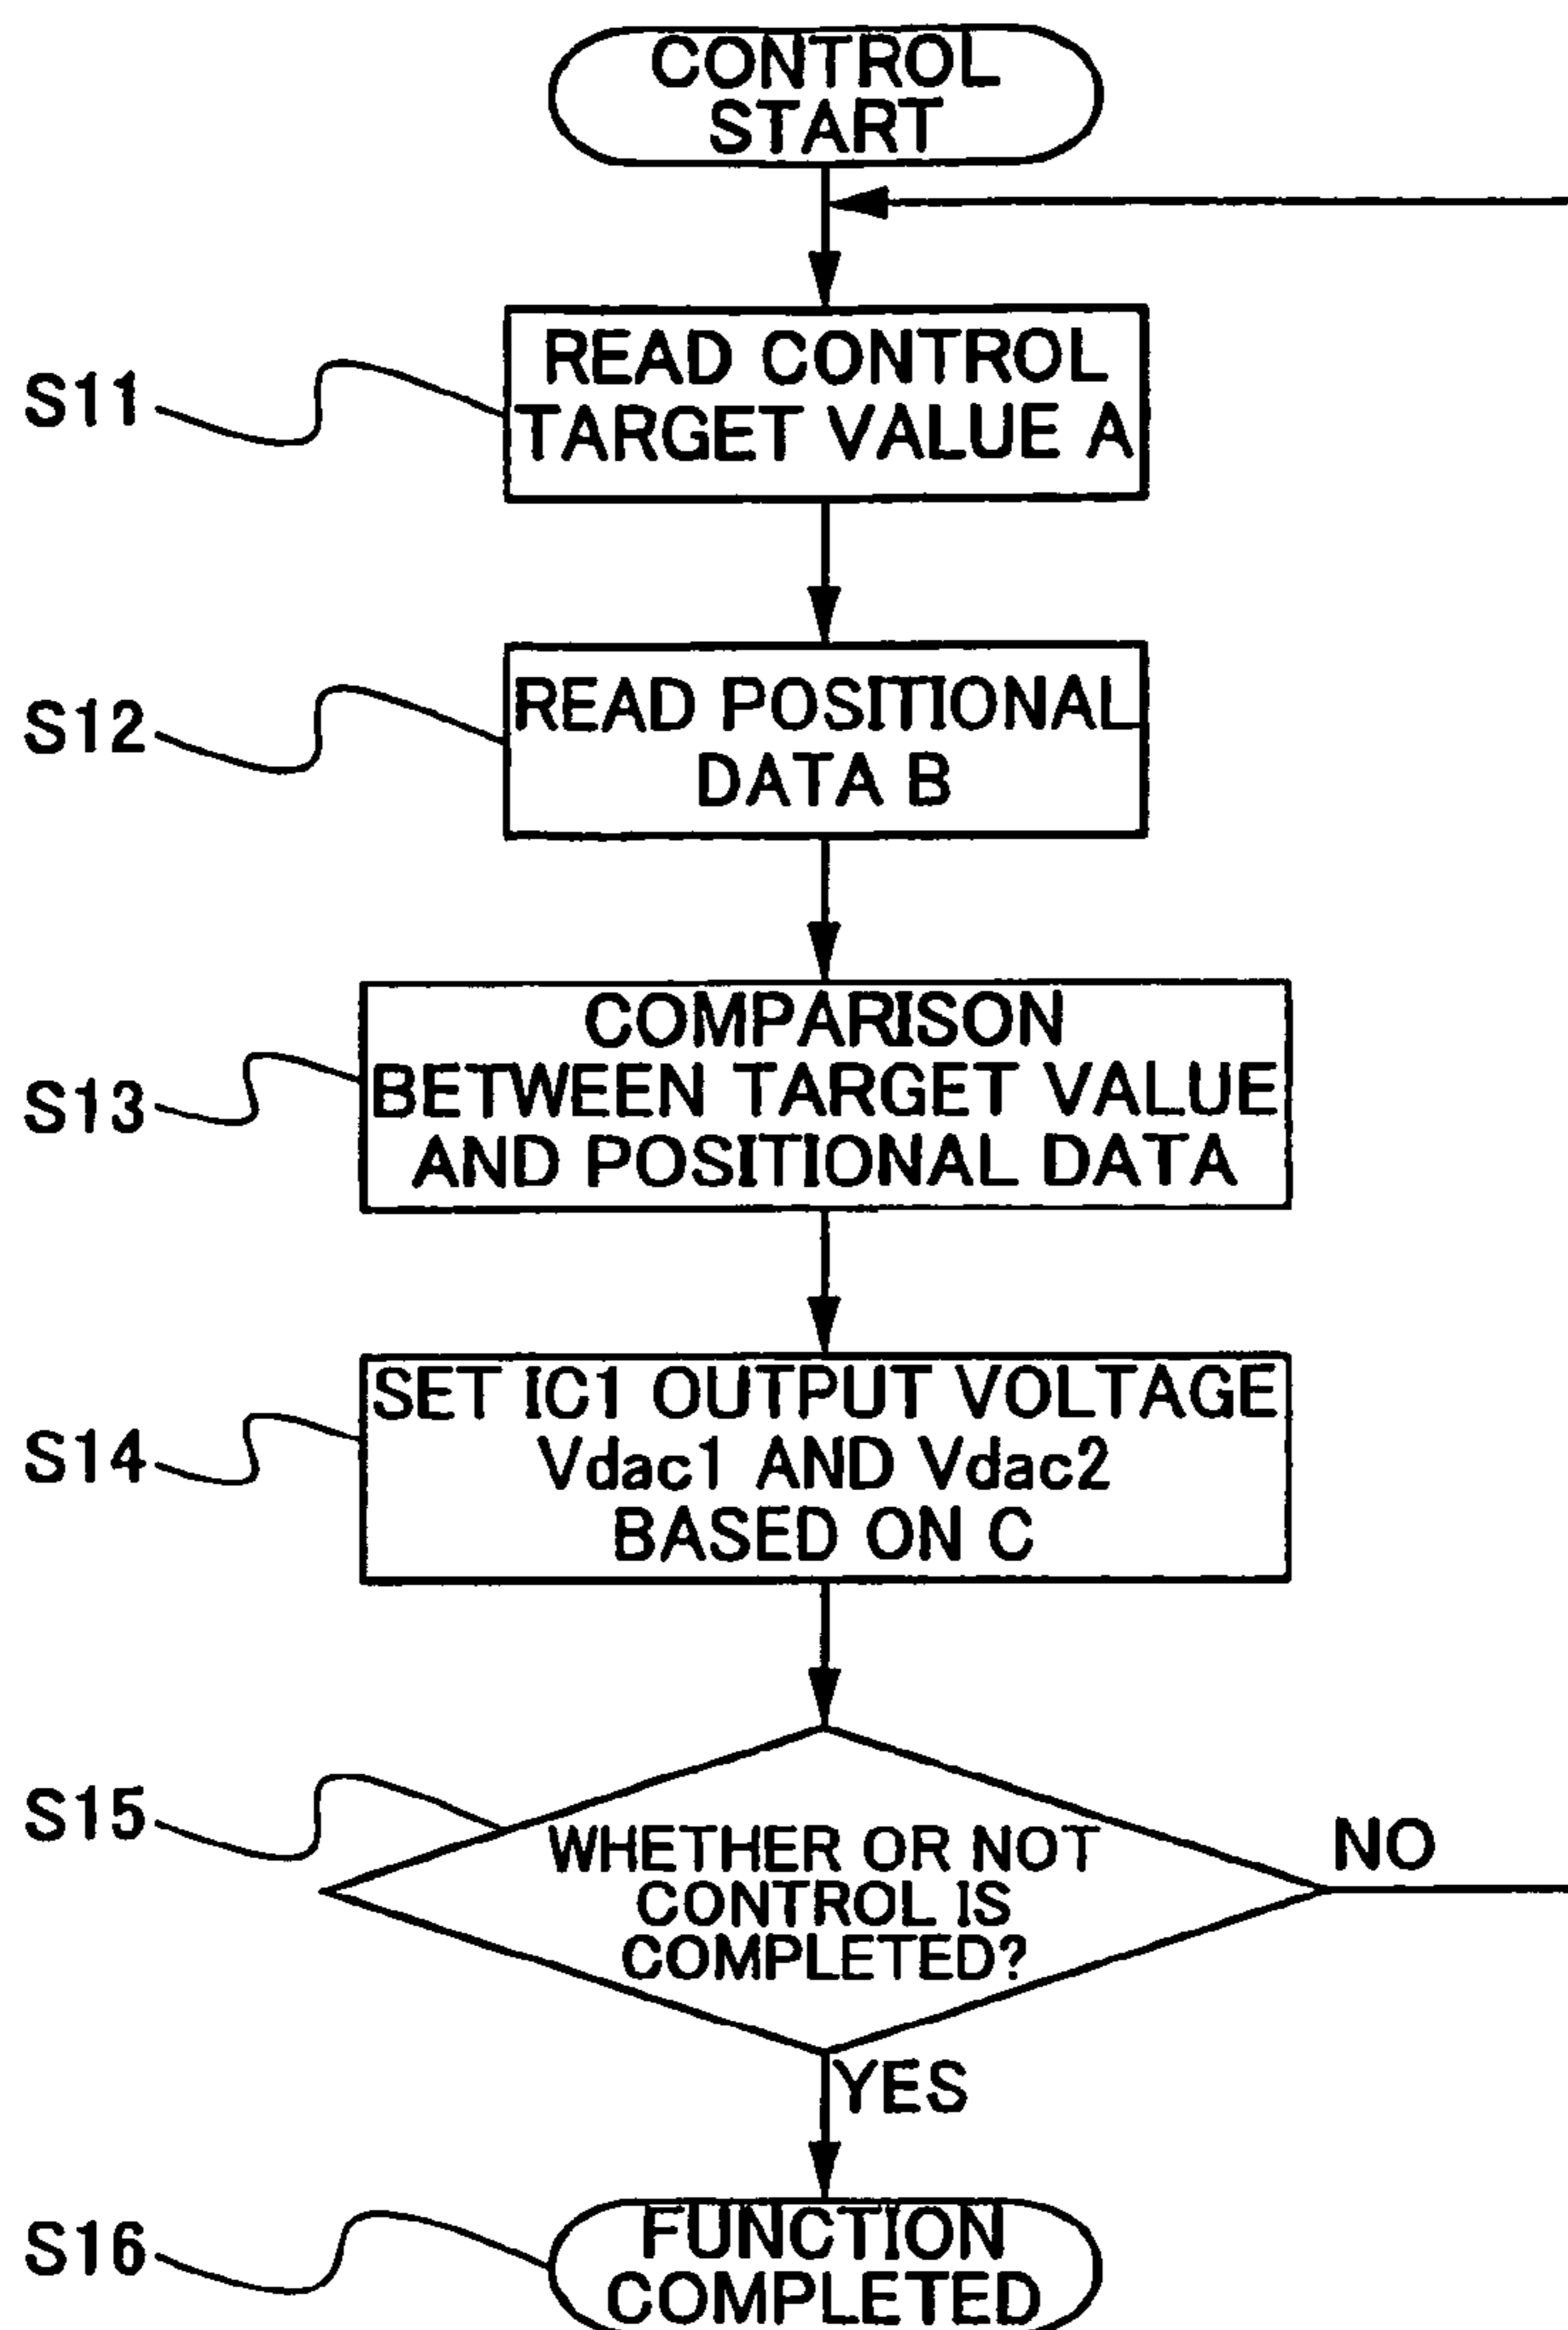 CONTROL
START
S11
READ CONTROL
TARGET VALUE A
S12
READ POSITIONAL
DATA B
S13
COMPARISON
BETWEEN TARGET VALUE
AND POSITIONAL DATA
S14
SET IC1 OUTPUT VOLTAGE
Vdac1 AND Vdac2
BASED ON C
S15
WHETHER OR NOT
CONTROL IS
COMPLETED?
NO
YES
S16
FUNCTION
COMPLETED